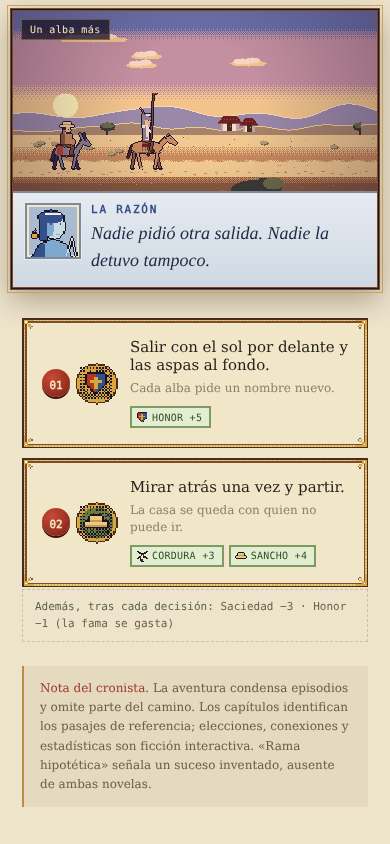 Un alba más
LA RAZÓN
Nadie pidió otra salida. Nadie la
detuvo tampoco.
01
Salir con el sol por delante y
las aspas al fondo.
Cada alba pide un nombre nuevo.
HONOR +5
02
Mirar atrás una vez y partir.
La casa se queda con quien no
puede ir.
CORDURA +3 SANCHO +4
Además, tras cada decisión: Saciedad −3 · Honor
−1 (la fama se gasta)
Nota del cronista. La aventura condensa episodios
y omite parte del camino. Los capítulos identifican
los pasajes de referencia; elecciones, conexiones y
estadísticas son ficción interactiva. «Rama
hipotética» señala un suceso inventado, ausente
de ambas novelas.